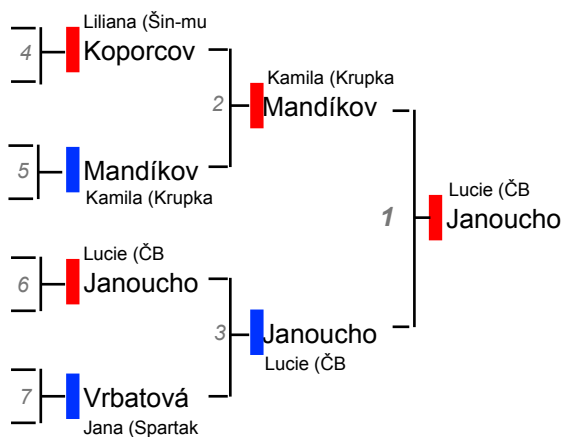 Liliana (Šin-mu
4
Koporcov
Kamila (Krupka
2
Mandíkov
5
Mandíkov
Kamila (Krupka
1
Lucie (ČB
Janoucho
Lucie (ČB
6
Janoucho
3
Janoucho
Lucie (ČB
7
Vrbatová
Jana (Spartak